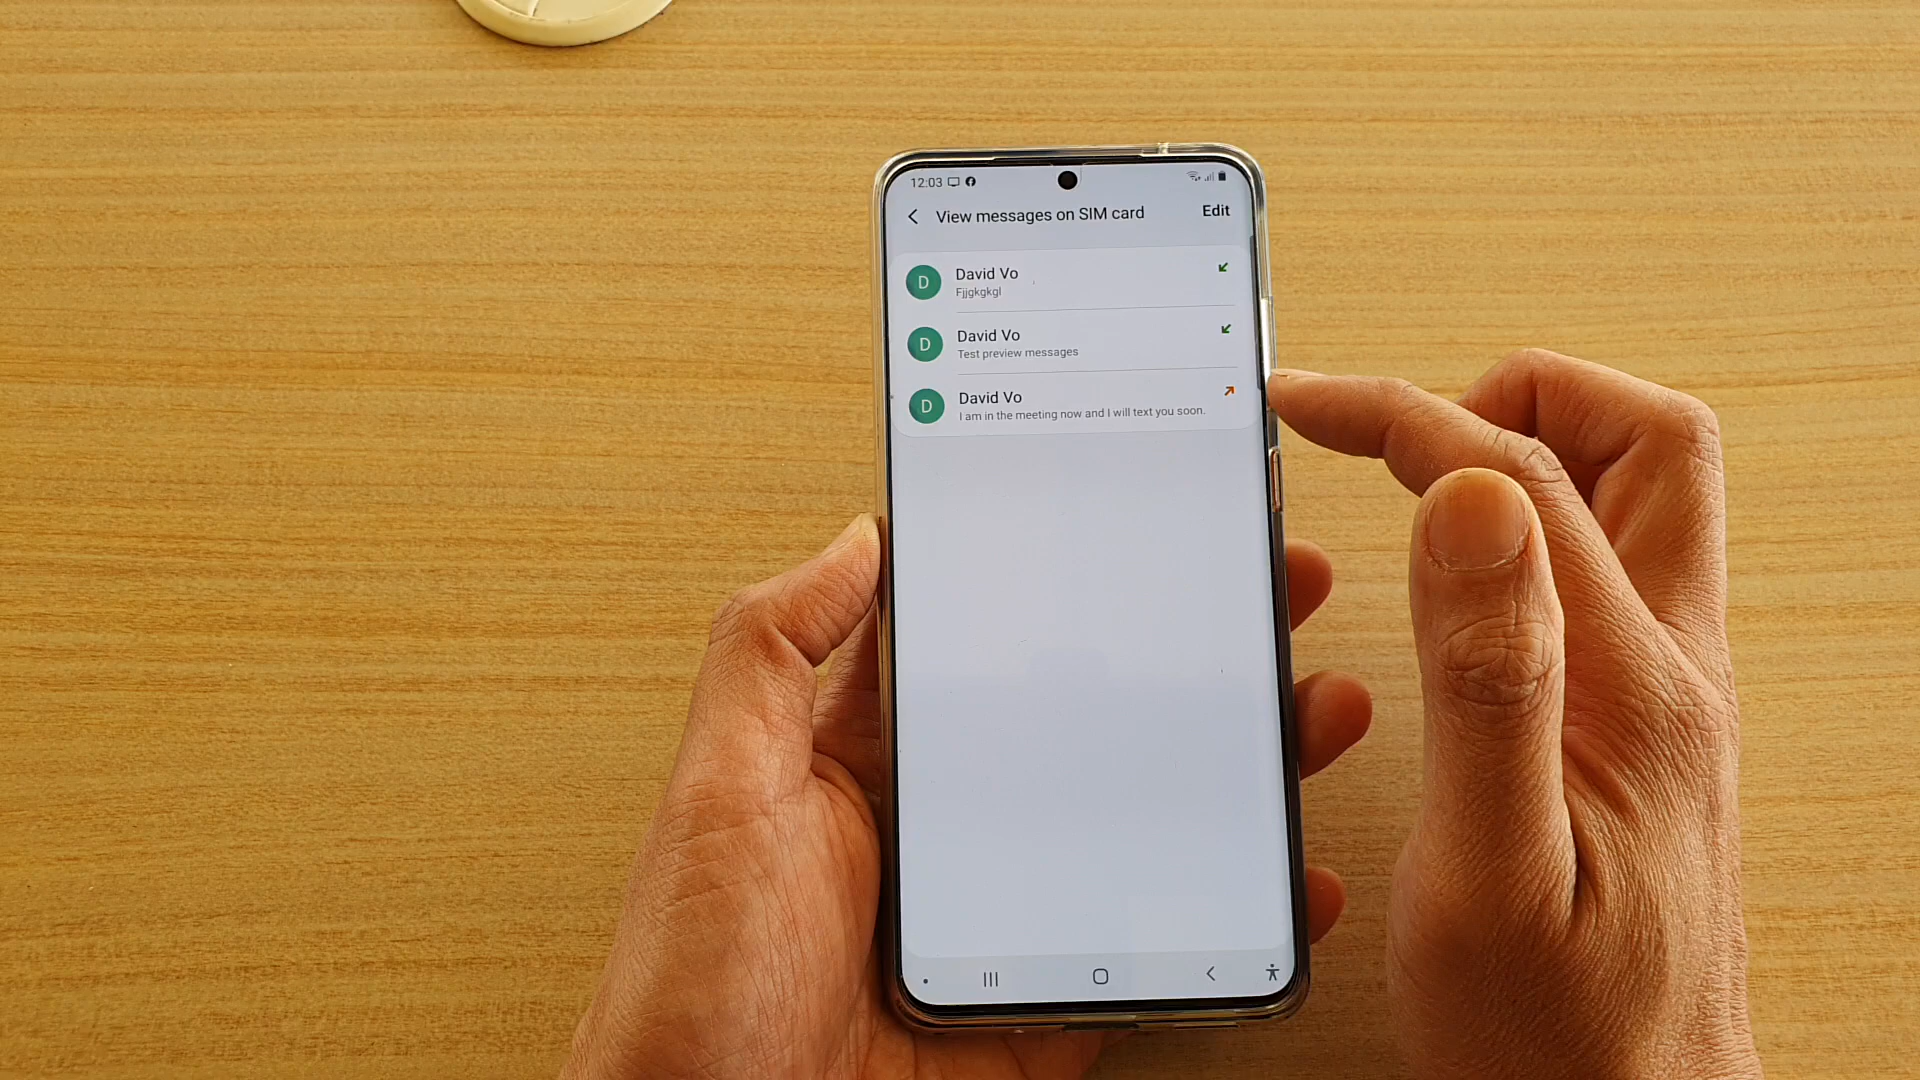 12:03
View messages on SIM card
Edit
D
David Vo
Fjjgkgkgl
D
David Vo
Test preview messages
D
David Vo
I am in the meeting now and I will text you soon.